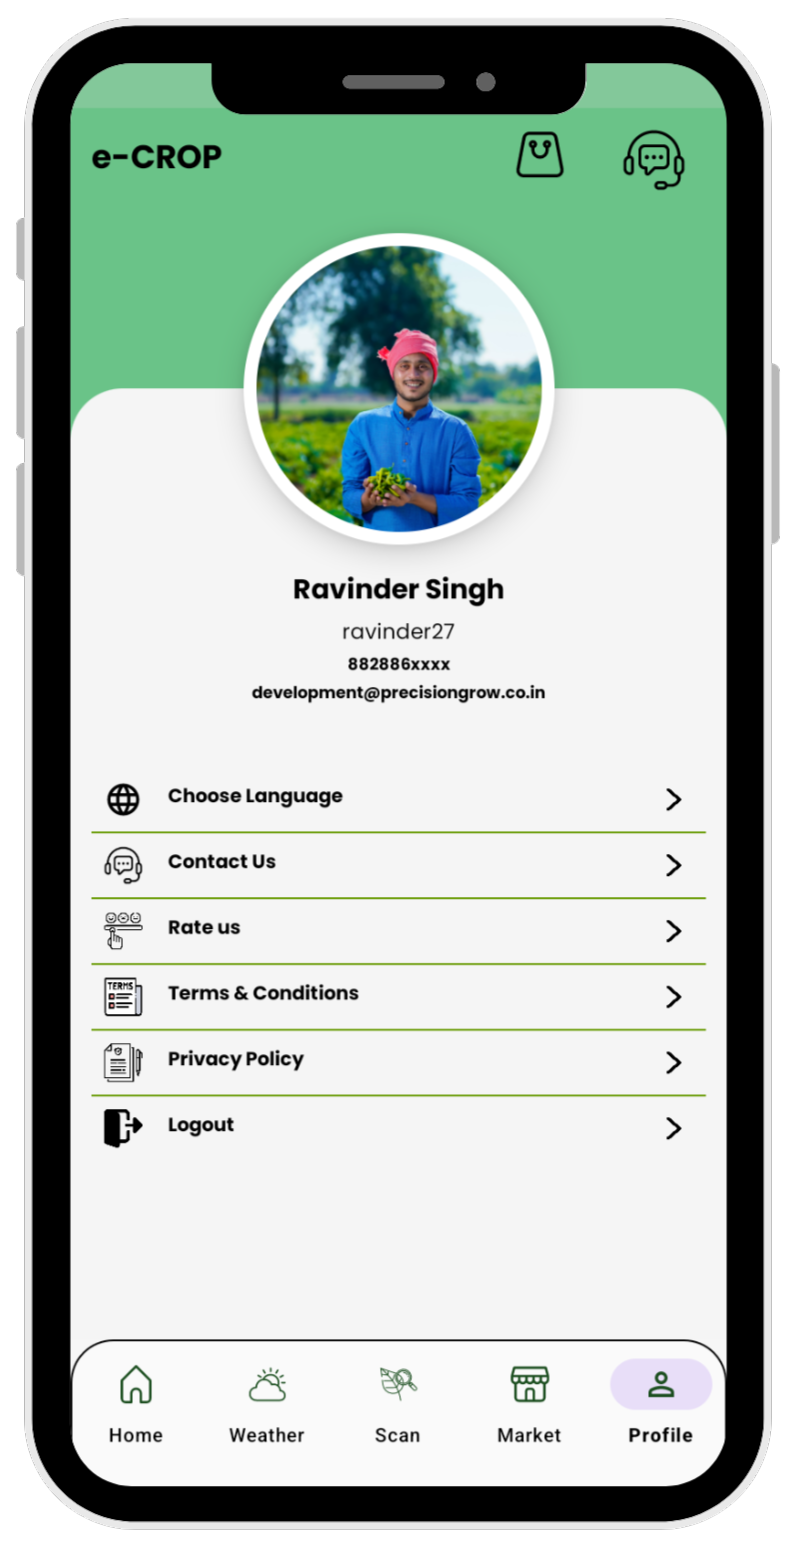 e-CROP
Ravinder Singh
ravinder27
882886xxxx
development@precisiongrow.co.in
Choose Language
Contact Us
Rate us
TERMS
Terms & Conditions
Privacy Policy
Logout
Home
Weather
Scan
Market
Profile